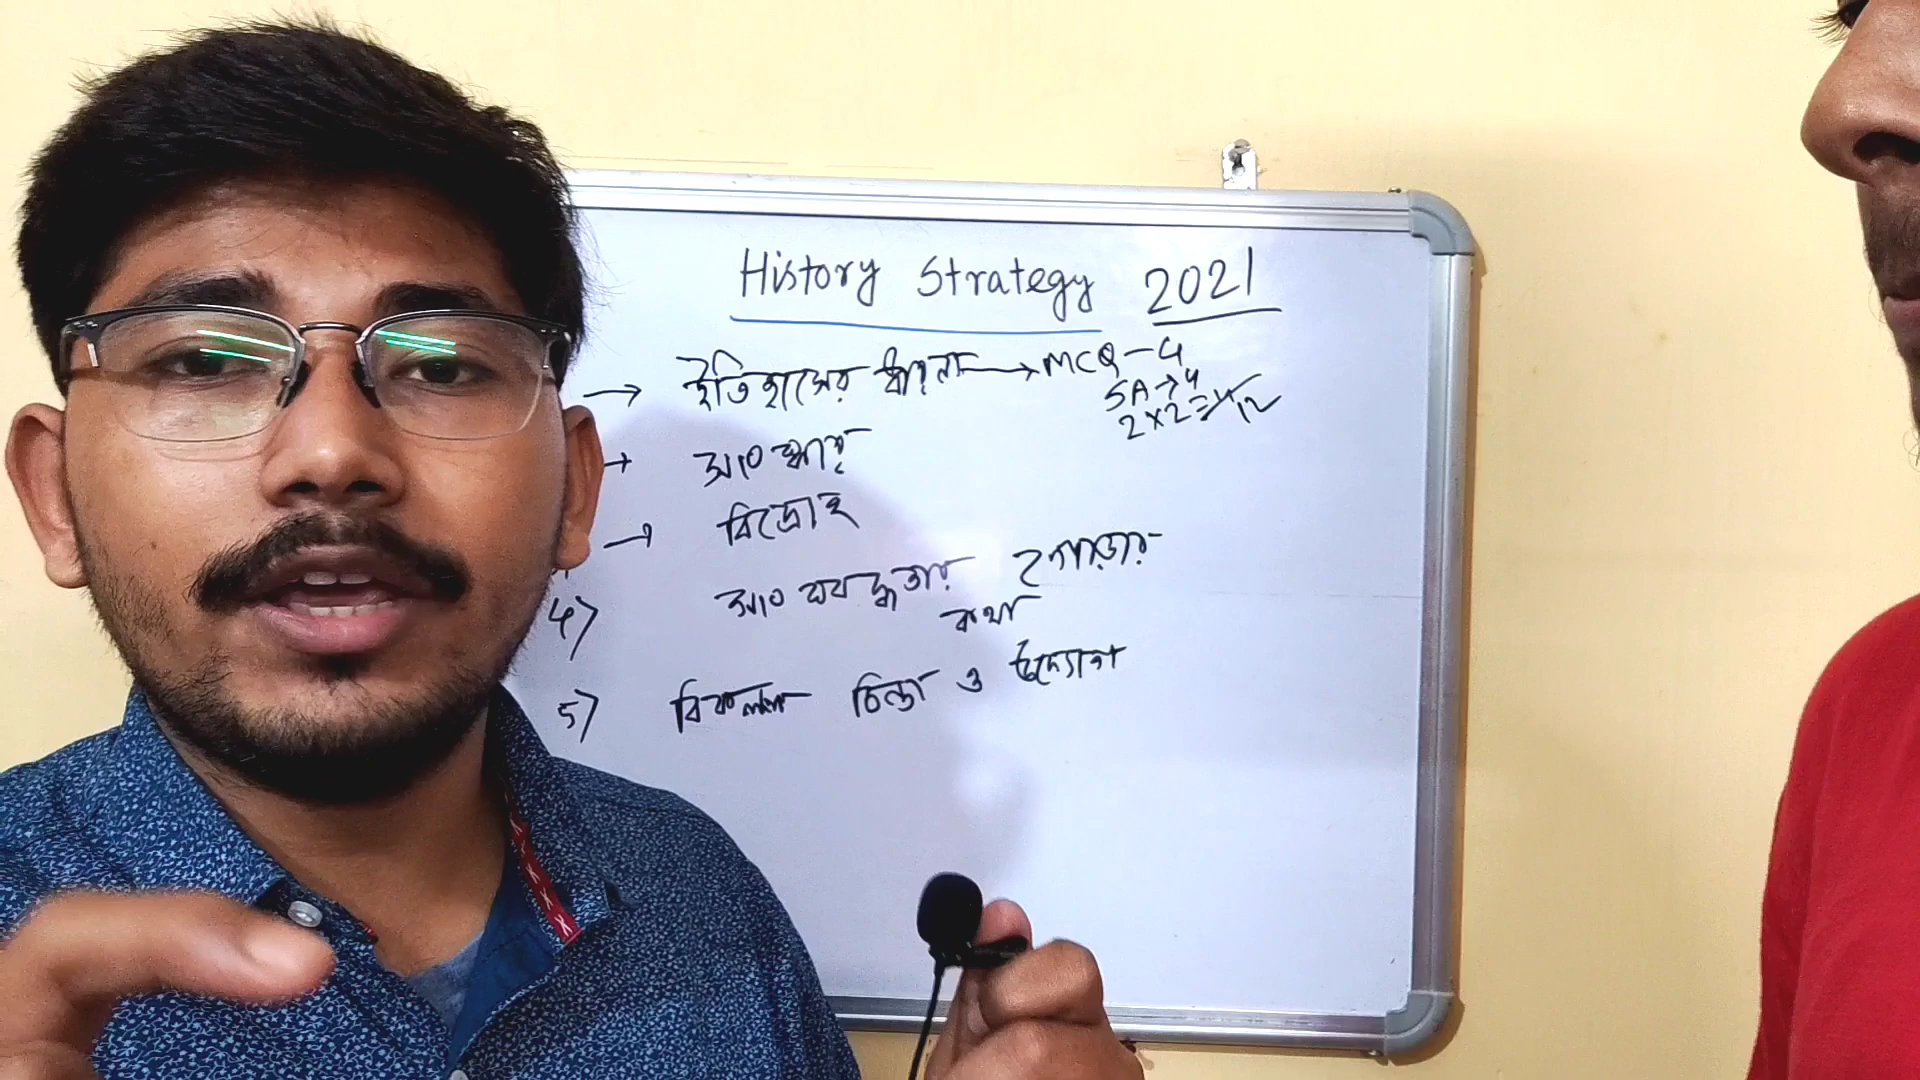 History Strategy 2021
→ ইতিহাসের ধারনা → MCQ - 4
SA → 4
2 x 2 = 4 12
→ সংস্কার
→ বিদ্রোহ
4) সংঘবদ্ধতার গোড়ার
কথা
5) বিকল্প চিন্তা ও উদ্যোগ